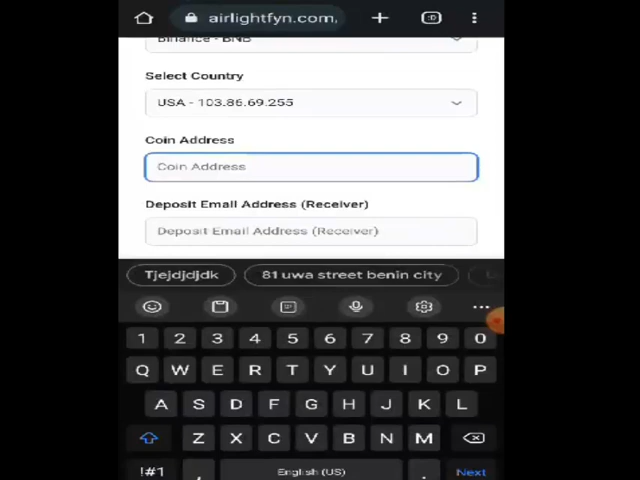 airlightfyn.com,
:D
Binance - BNB
Select Country
USA - 103.86.69.255
Coin Address
Coin Address
Deposit Email Address (Receiver)
Deposit Email Address (Receiver)
Tjejdjdjdk 81 uwa street benin city
1 2 3 4 5 6 7 8 9 0
Q W E R T Y U I O P
A S D F G H J K L
Z X C V B N M
!#1 , English (US) . Next